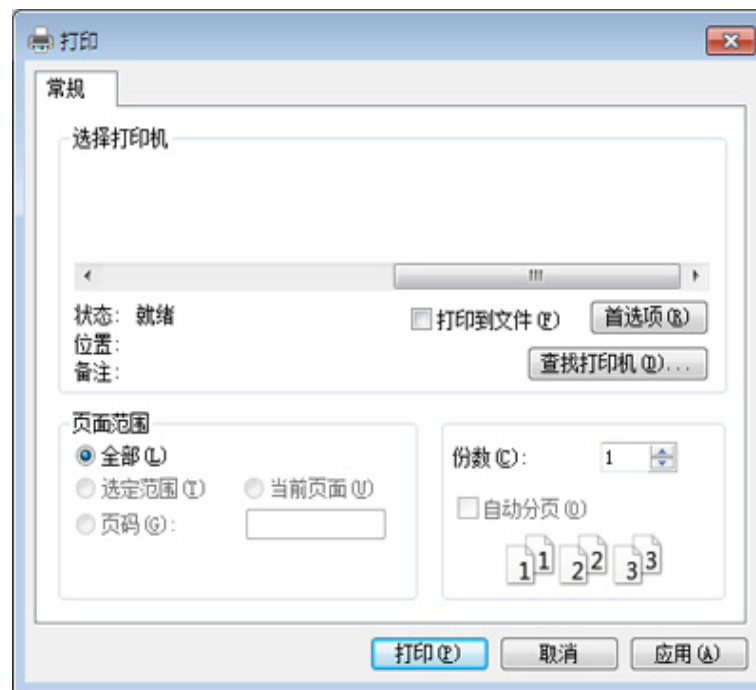 打印
常规
选择打印机
状态: 就绪
位置:
备注:
打印到文件(F)
首选项(R)
查找打印机(D)...
页面范围
全部(L)
选定范围(T)
当前页面(U)
页码(G):
份数(C): 1
自动分页(O)
11 22 33
打印(P)
取消
应用(A)